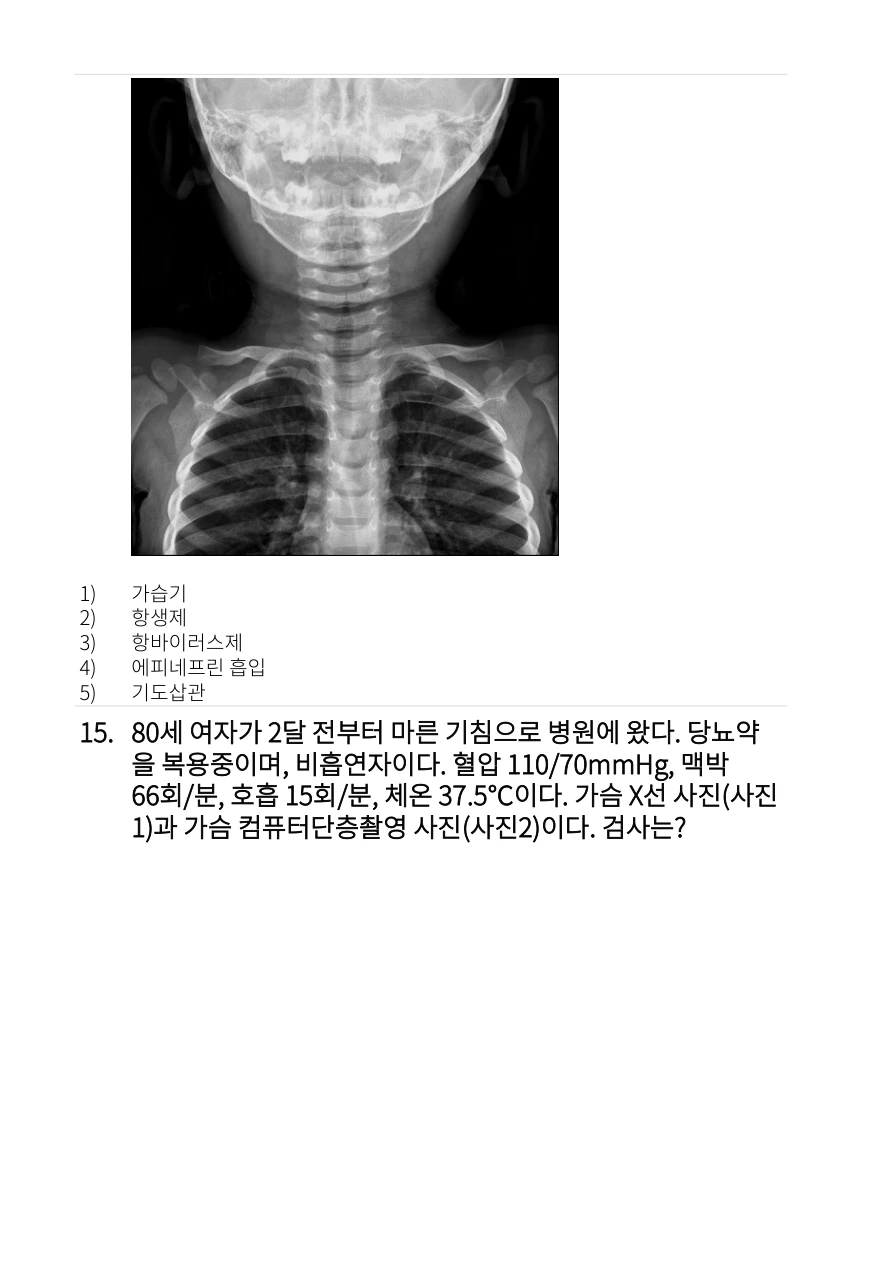 1) 가습기
2) 항생제
3) 항바이러스제
4) 에피네프린 흡입
5) 기도삽관
15. 80세 여자가 2달 전부터 마른 기침으로 병원에 왔다. 당뇨약
을 복용중이며, 비흡연자이다. 혈압 110/70mmHg, 맥박
66회/분, 호흡 15회/분, 체온 37.5°C이다. 가슴 X선 사진(사진
1)과 가슴 컴퓨터단층촬영 사진(사진2)이다. 검사는?